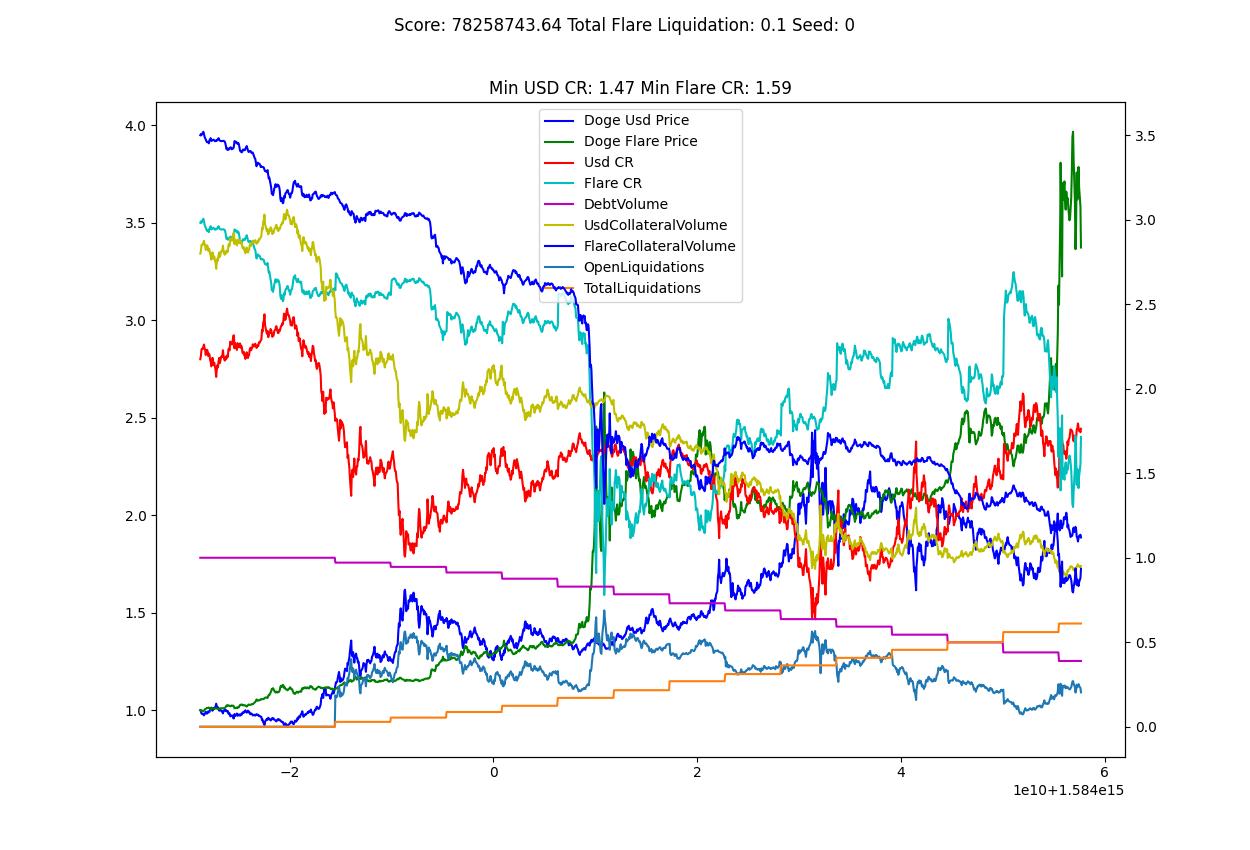 Score: 78258743.64 Total Flare Liquidation: 0.1 Seed: 0
Min USD CR: 1.47 Min Flare CR: 1.59
4.0
3.5
3.0
2.5
2.0
1.5
1.0
Doge Usd Price
Doge Flare Price
Usd CR
Flare CR
DebtVolume
UsdCollateralVolume
FlareCollateralVolume
OpenLiquidations
TotalLiquidations
3.5
3.0
2.5
2.0
1.5
1.0
0.5
0.0
−2 0 2 4 6
1e10+1.584e15